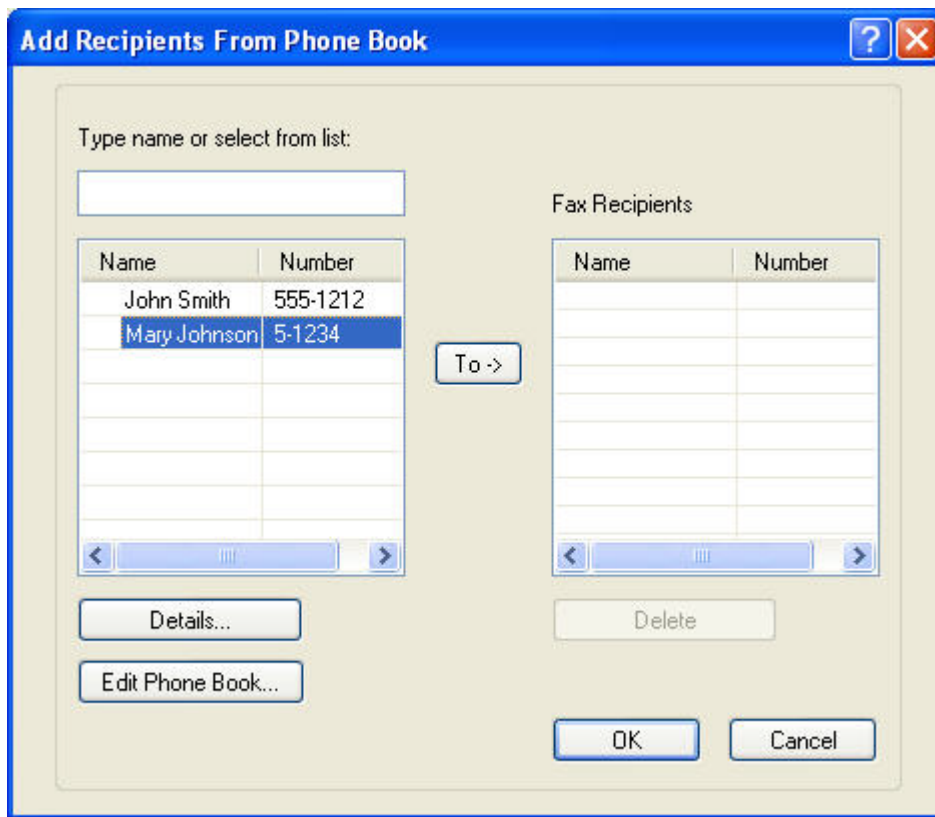 Add Recipients From Phone Book
Type name or select from list:
Fax Recipients
Name Number
John Smith 555-1212
Mary Johnson 5-1234
Name Number
To ->
Details...
Edit Phone Book...
Delete
OK
Cancel